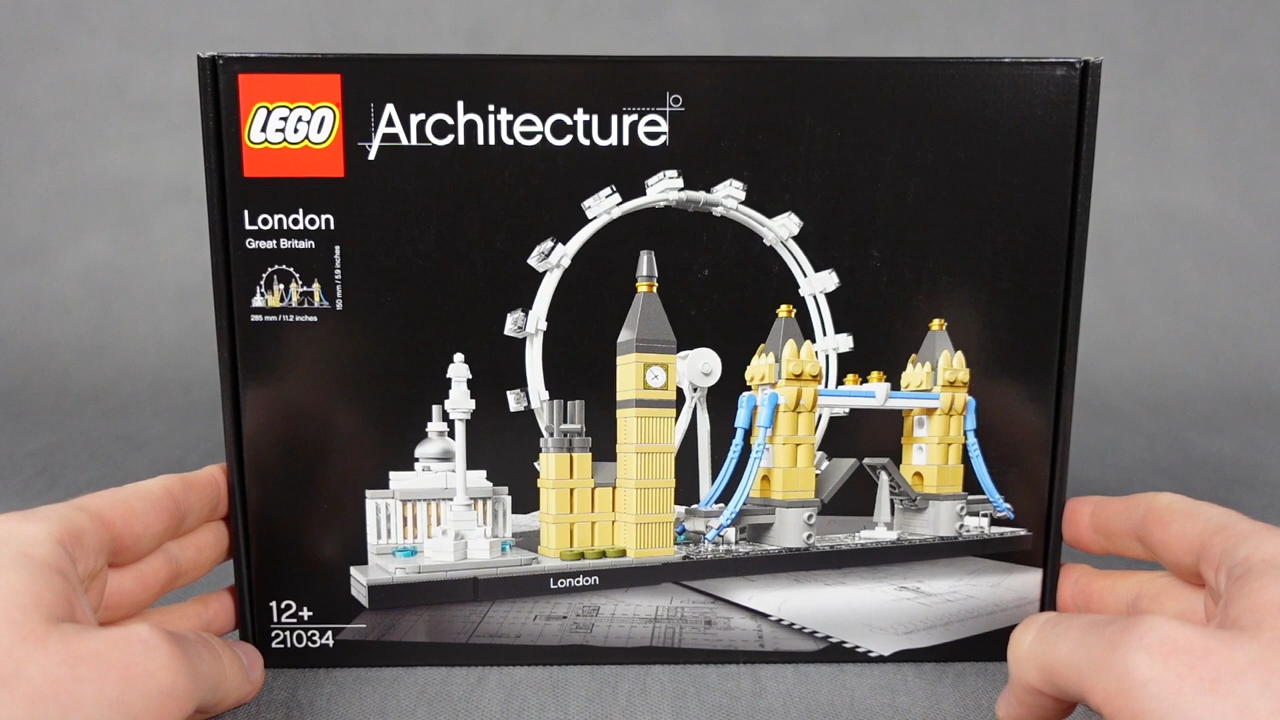 LEGO
Architecture
London
Great Britain
150 mm / 5.9 inches
285 mm / 11.2 inches
London
12+
21034